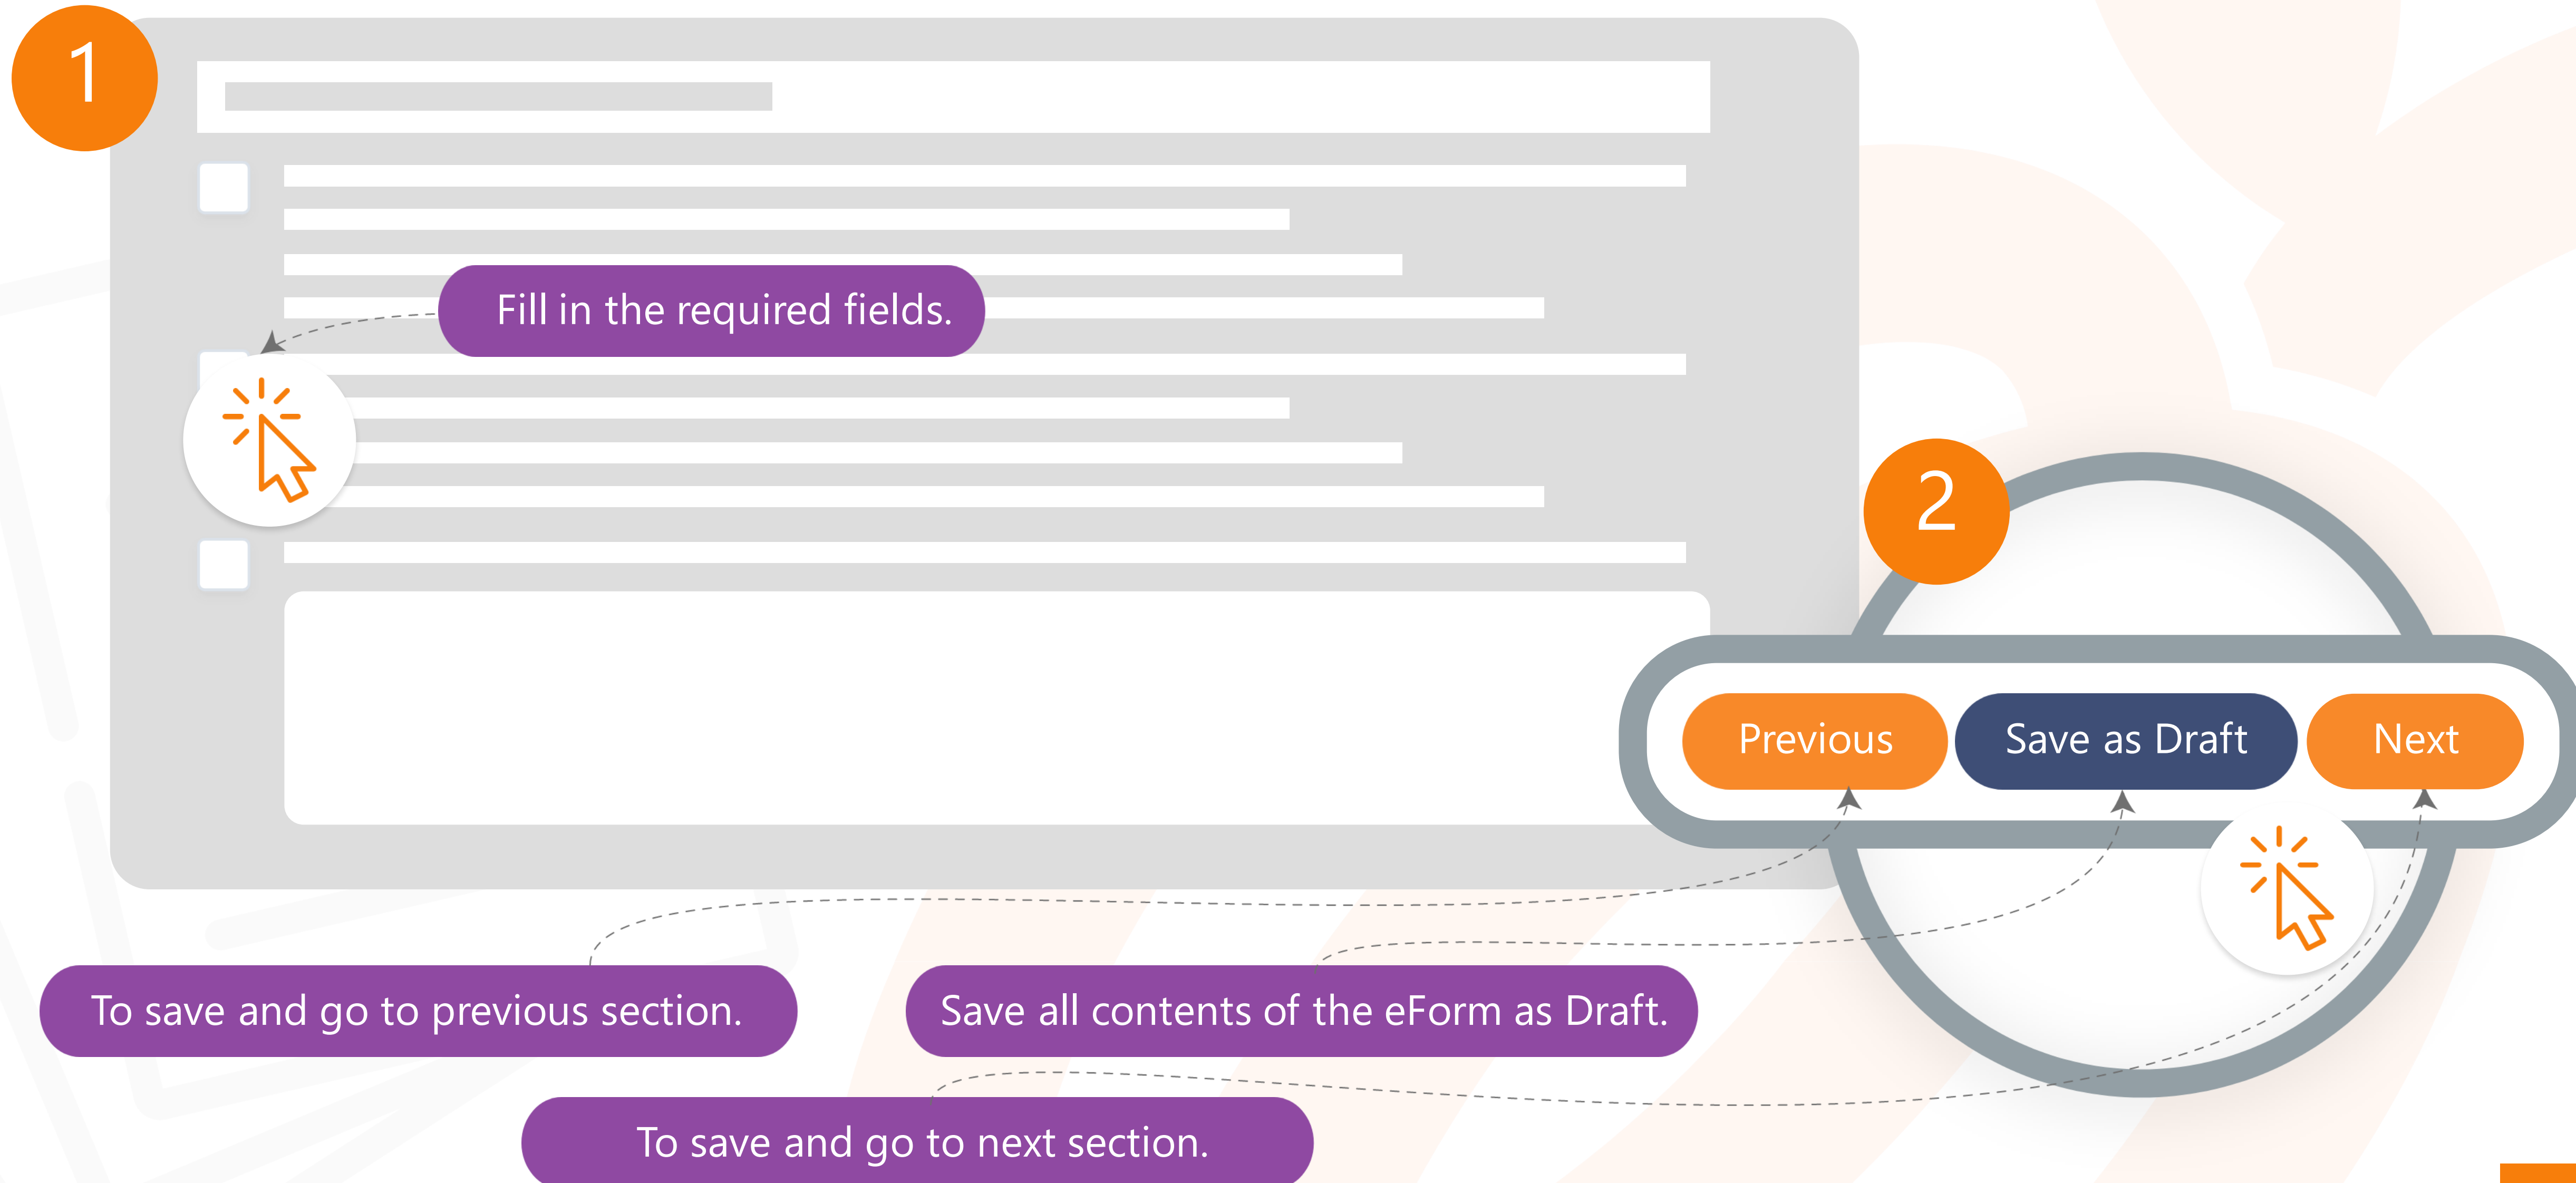 1
Fill in the required fields.
2
Previous
Save as Draft
Next
To save and go to previous section.
Save all contents of the eForm as Draft.
To save and go to next section.